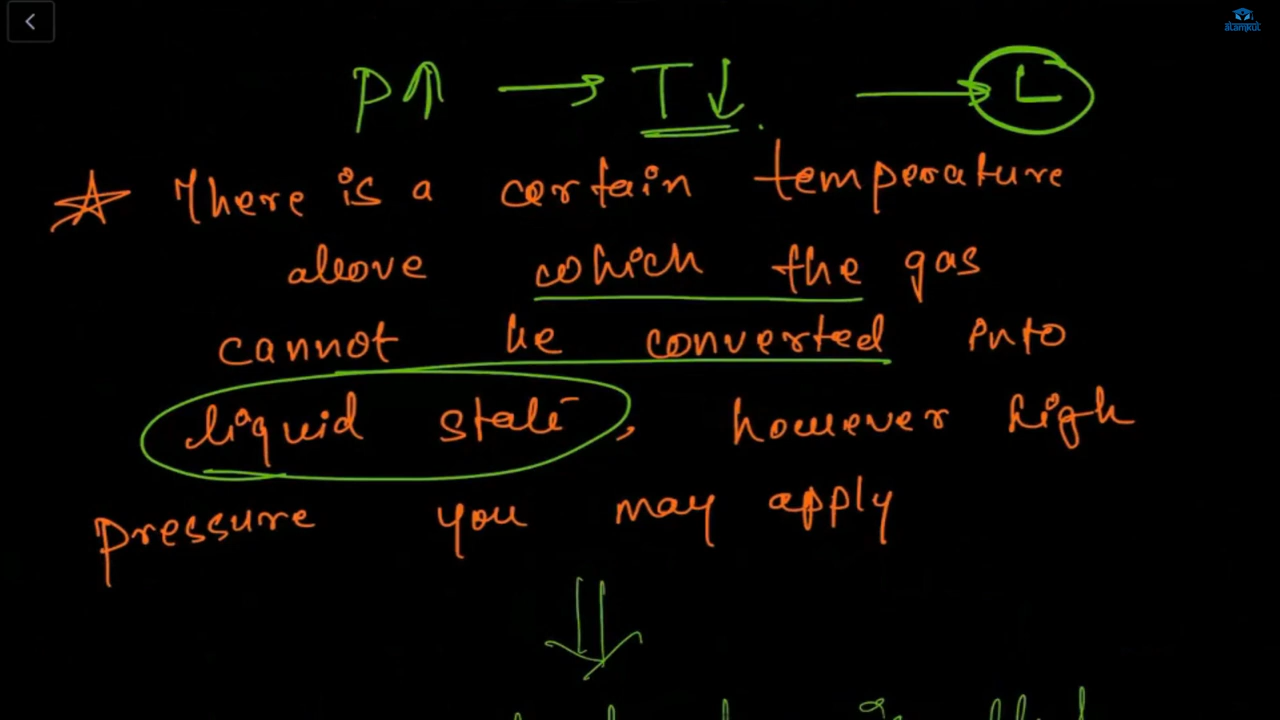 P↑ → T↓. → L
There is a certain temperature
above which the gas
cannot be converted into
liquid state, however high
pressure you may apply
atamkul